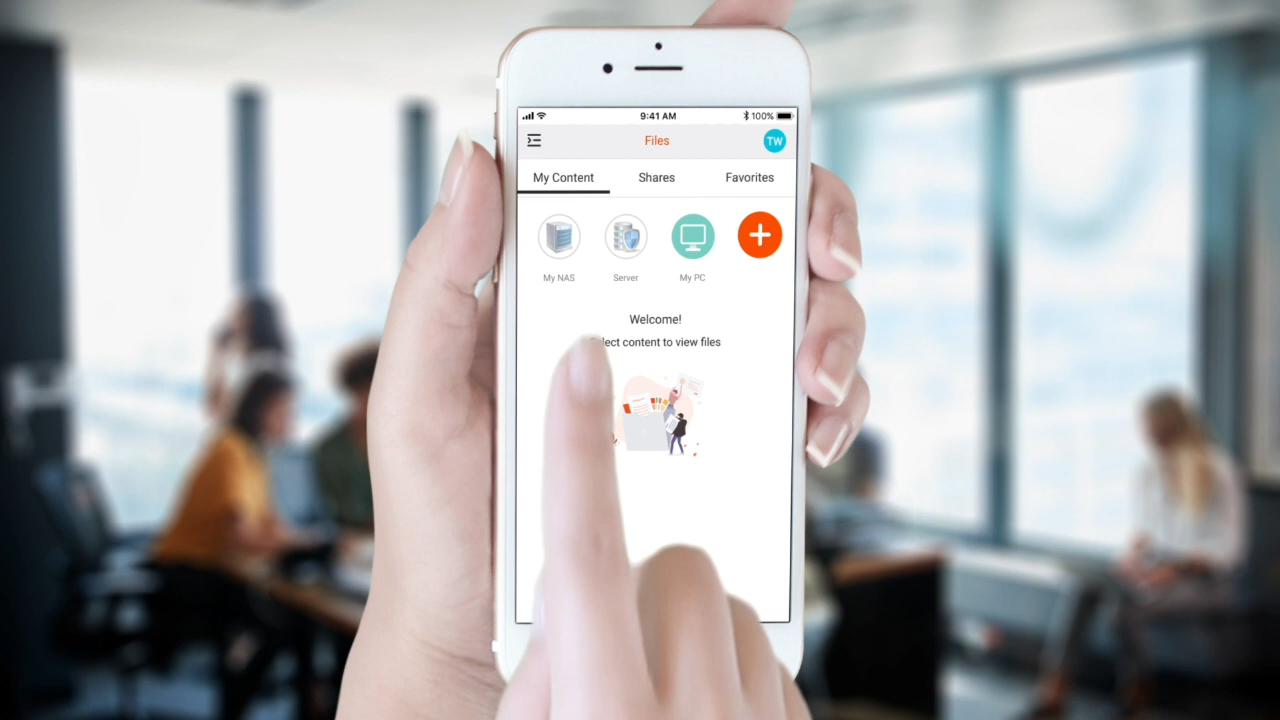 9:41 AM
100%
Files
TW
My Content
Shares
Favorites
My NAS
Server
My PC
Welcome!
content to view files